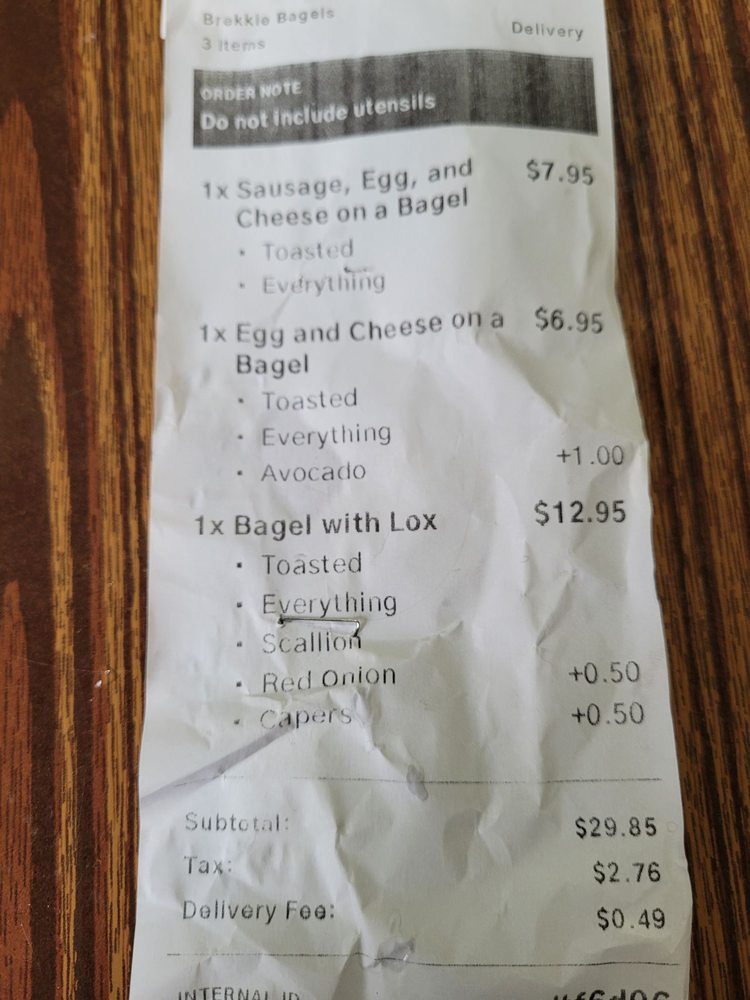 Brekkie Bagels
Delivery
3 Items
ORDER NOTE
Do not include utensils
1x Sausage, Egg, and $7.95
Cheese on a Bagel
• Toasted
• Everything
1x Egg and Cheese on a $6.95
Bagel
• Toasted
• Everything
• Avocado +1.00
1x Bagel with Lox $12.95
• Toasted
• Everything
• Scallion
• Red Onion +0.50
• Capers +0.50
Subtotal: $29.85
Tax: $2.76
Delivery Fee: $0.49
INTERNAL ID